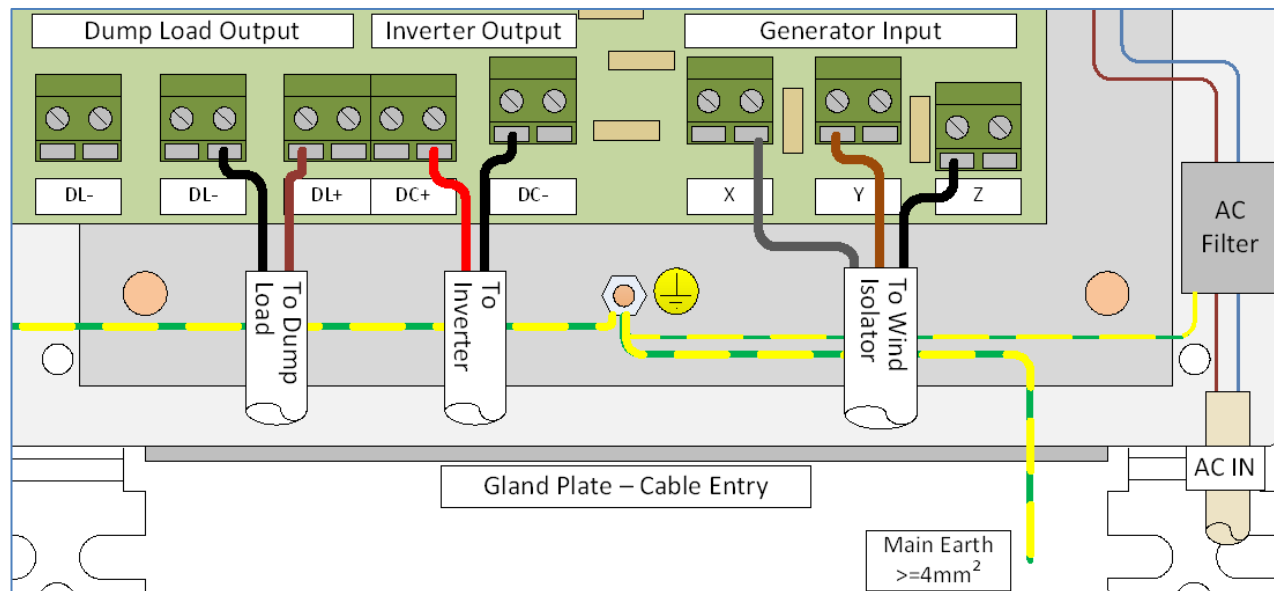 Dump Load Output
Inverter Output
Generator Input
DL-
DL-
DL+
DC+
DC-
X
Y
Z
AC
Filter
To Dump
Load
To
Inverter
To Wind
Isolator
AC IN
Gland Plate – Cable Entry
Main Earth
>=4mm²